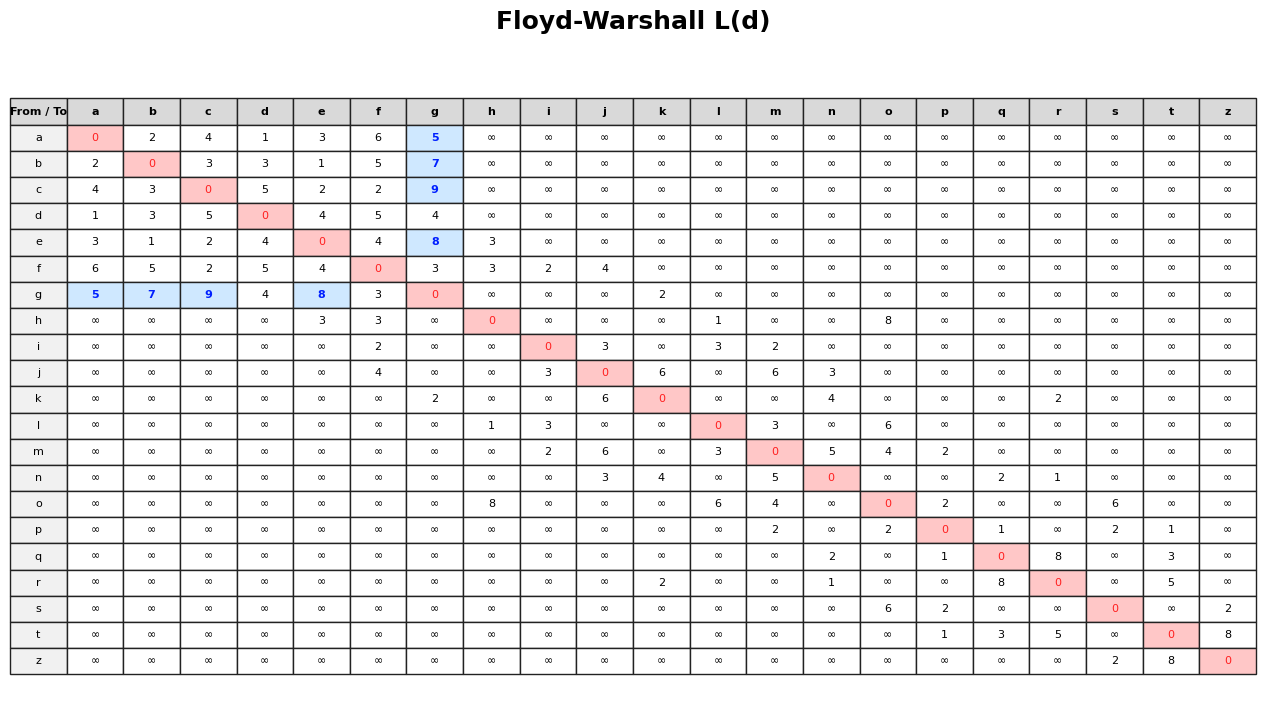 Floyd-Warshall L(d)
From / To a b c d e f g h i j k l m n o p q r s t z
a 0 2 4 1 3 6 5 ∞ ∞ ∞ ∞ ∞ ∞ ∞ ∞ ∞ ∞ ∞ ∞ ∞ ∞
b 2 0 3 3 1 5 7 ∞ ∞ ∞ ∞ ∞ ∞ ∞ ∞ ∞ ∞ ∞ ∞ ∞ ∞
c 4 3 0 5 2 2 9 ∞ ∞ ∞ ∞ ∞ ∞ ∞ ∞ ∞ ∞ ∞ ∞ ∞ ∞
d 1 3 5 0 4 5 4 ∞ ∞ ∞ ∞ ∞ ∞ ∞ ∞ ∞ ∞ ∞ ∞ ∞ ∞
e 3 1 2 4 0 4 8 3 ∞ ∞ ∞ ∞ ∞ ∞ ∞ ∞ ∞ ∞ ∞ ∞ ∞
f 6 5 2 5 4 0 3 3 2 4 ∞ ∞ ∞ ∞ ∞ ∞ ∞ ∞ ∞ ∞ ∞
g 5 7 9 4 8 3 0 ∞ ∞ ∞ 2 ∞ ∞ ∞ ∞ ∞ ∞ ∞ ∞ ∞ ∞
h ∞ ∞ ∞ ∞ 3 3 ∞ 0 ∞ ∞ ∞ 1 ∞ ∞ 8 ∞ ∞ ∞ ∞ ∞ ∞
i ∞ ∞ ∞ ∞ ∞ 2 ∞ ∞ 0 3 ∞ 3 2 ∞ ∞ ∞ ∞ ∞ ∞ ∞ ∞
j ∞ ∞ ∞ ∞ ∞ 4 ∞ ∞ 3 0 6 ∞ 6 3 ∞ ∞ ∞ ∞ ∞ ∞ ∞
k ∞ ∞ ∞ ∞ ∞ ∞ 2 ∞ ∞ 6 0 ∞ ∞ 4 ∞ ∞ ∞ 2 ∞ ∞ ∞
l ∞ ∞ ∞ ∞ ∞ ∞ ∞ 1 3 ∞ ∞ 0 3 ∞ 6 ∞ ∞ ∞ ∞ ∞ ∞
m ∞ ∞ ∞ ∞ ∞ ∞ ∞ ∞ 2 6 ∞ 3 0 5 4 2 ∞ ∞ ∞ ∞ ∞
n ∞ ∞ ∞ ∞ ∞ ∞ ∞ ∞ ∞ 3 4 ∞ 5 0 ∞ ∞ 2 1 ∞ ∞ ∞
o ∞ ∞ ∞ ∞ ∞ ∞ ∞ 8 ∞ ∞ ∞ 6 4 ∞ 0 2 ∞ ∞ 6 ∞ ∞
p ∞ ∞ ∞ ∞ ∞ ∞ ∞ ∞ ∞ ∞ ∞ ∞ 2 ∞ 2 0 1 ∞ 2 1 ∞
q ∞ ∞ ∞ ∞ ∞ ∞ ∞ ∞ ∞ ∞ ∞ ∞ ∞ 2 ∞ 1 0 8 ∞ 3 ∞
r ∞ ∞ ∞ ∞ ∞ ∞ ∞ ∞ ∞ ∞ 2 ∞ ∞ 1 ∞ ∞ 8 0 ∞ 5 ∞
s ∞ ∞ ∞ ∞ ∞ ∞ ∞ ∞ ∞ ∞ ∞ ∞ ∞ ∞ 6 2 ∞ ∞ 0 ∞ 2
t ∞ ∞ ∞ ∞ ∞ ∞ ∞ ∞ ∞ ∞ ∞ ∞ ∞ ∞ ∞ 1 3 5 ∞ 0 8
z ∞ ∞ ∞ ∞ ∞ ∞ ∞ ∞ ∞ ∞ ∞ ∞ ∞ ∞ ∞ ∞ ∞ ∞ 2 8 0